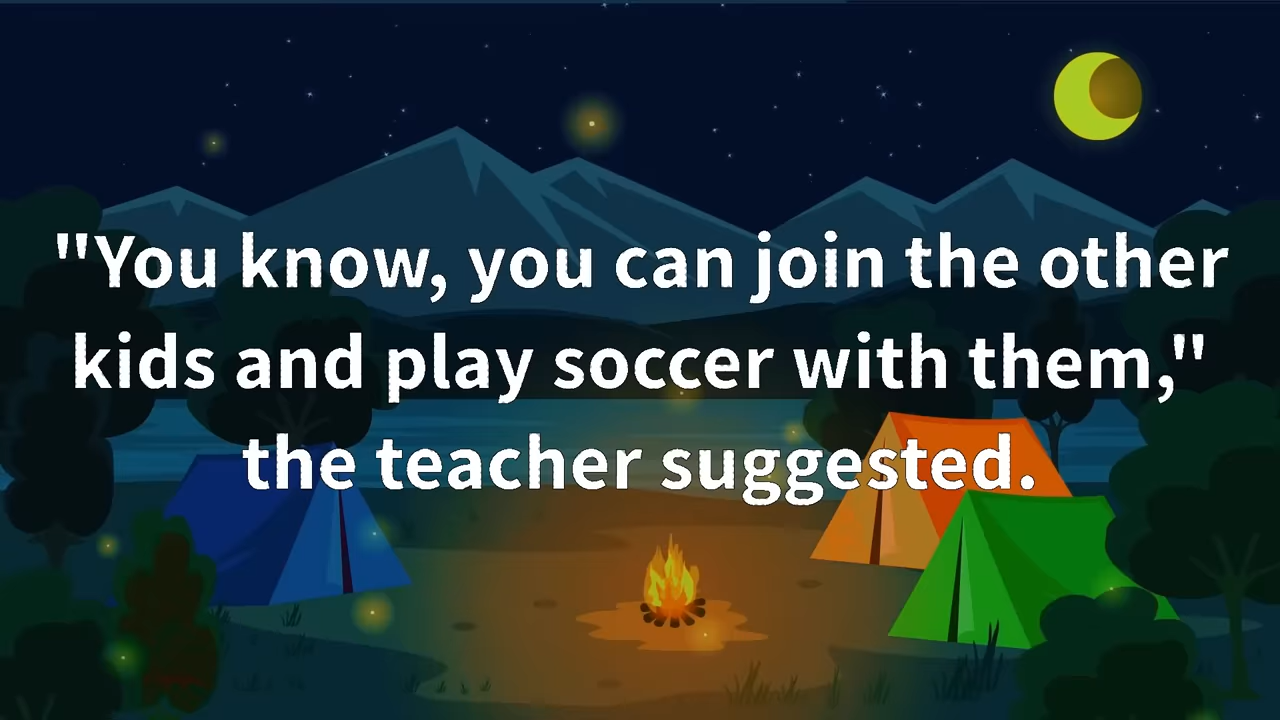 "You know, you can join the other
kids and play soccer with them,"
the teacher suggested.